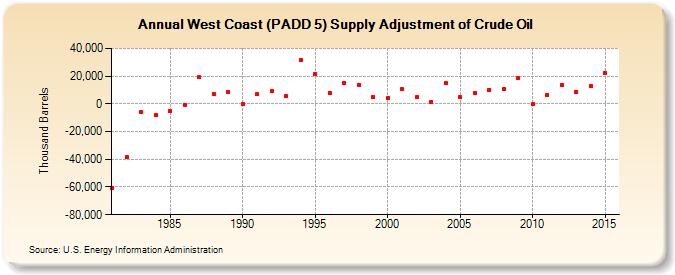 Annual West Coast (PADD 5) Supply Adjustment of Crude Oil
Thousand Barrels
40,000
20,000
0
-20,000
-40,000
-60,000
-80,000
1985 1990 1995 2000 2005 2010 2015
Source: U.S. Energy Information Administration